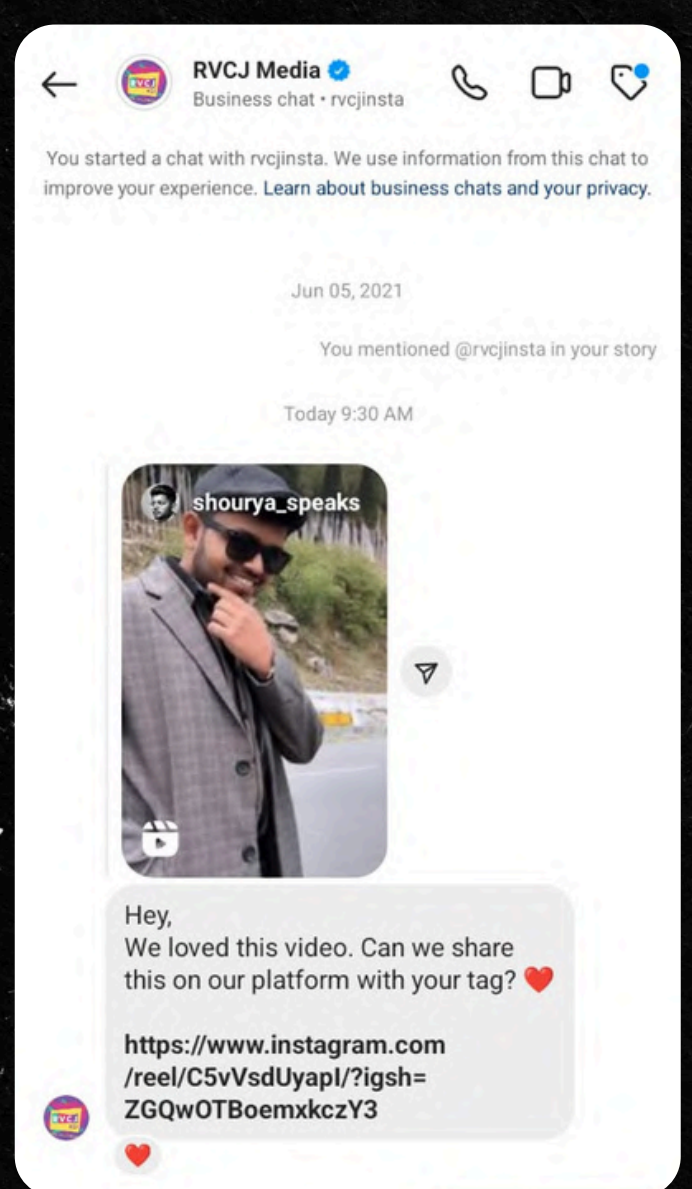 RVCJ Media
Business chat • rvcjinsta
You started a chat with rvcjinsta. We use information from this chat to
improve your experience. Learn about business chats and your privacy.
Jun 05, 2021
You mentioned @rvcjinsta in your story
Today 9:30 AM
shourya_speaks
Hey,
We loved this video. Can we share
this on our platform with your tag? ❤️
https://www.instagram.com
/reel/C5vVsdUyapI/?igsh=
ZGQwOTBoemxkczY3
RVCJ
❤️